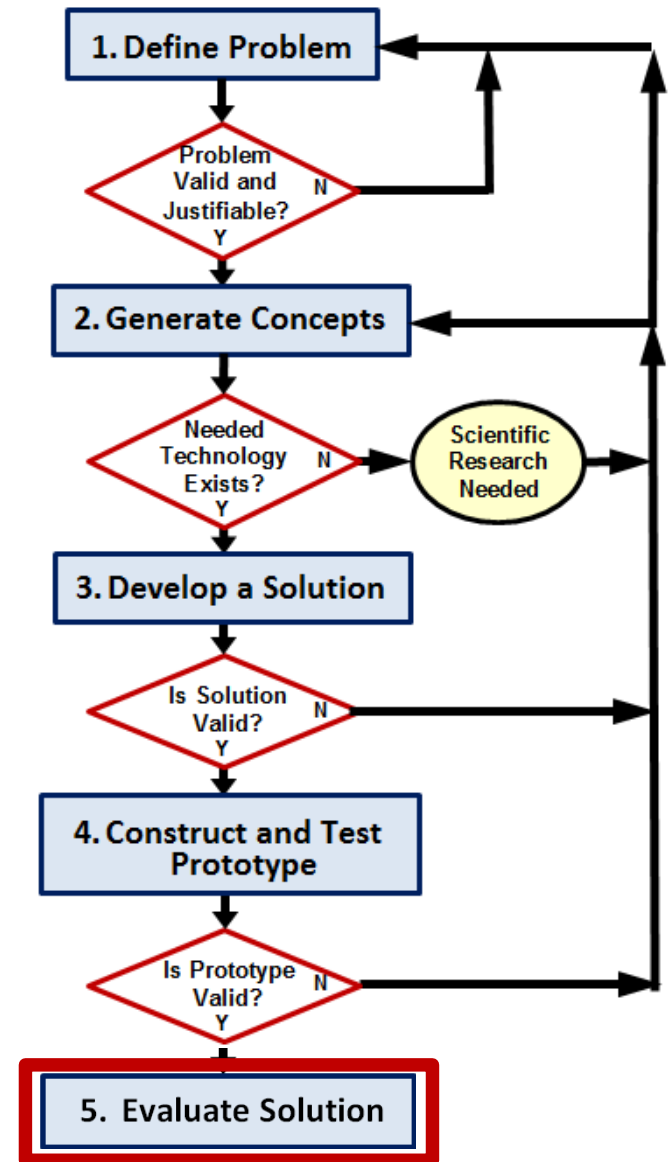 1. Define Problem
Problem
Valid and
Justifiable?
N
Y
2. Generate Concepts
Needed
Technology
Exists?
N
Y
Scientific
Research
Needed
3. Develop a Solution
Is Solution
Valid?
N
Y
4. Construct and Test
Prototype
Is Prototype
Valid?
N
Y
5. Evaluate Solution